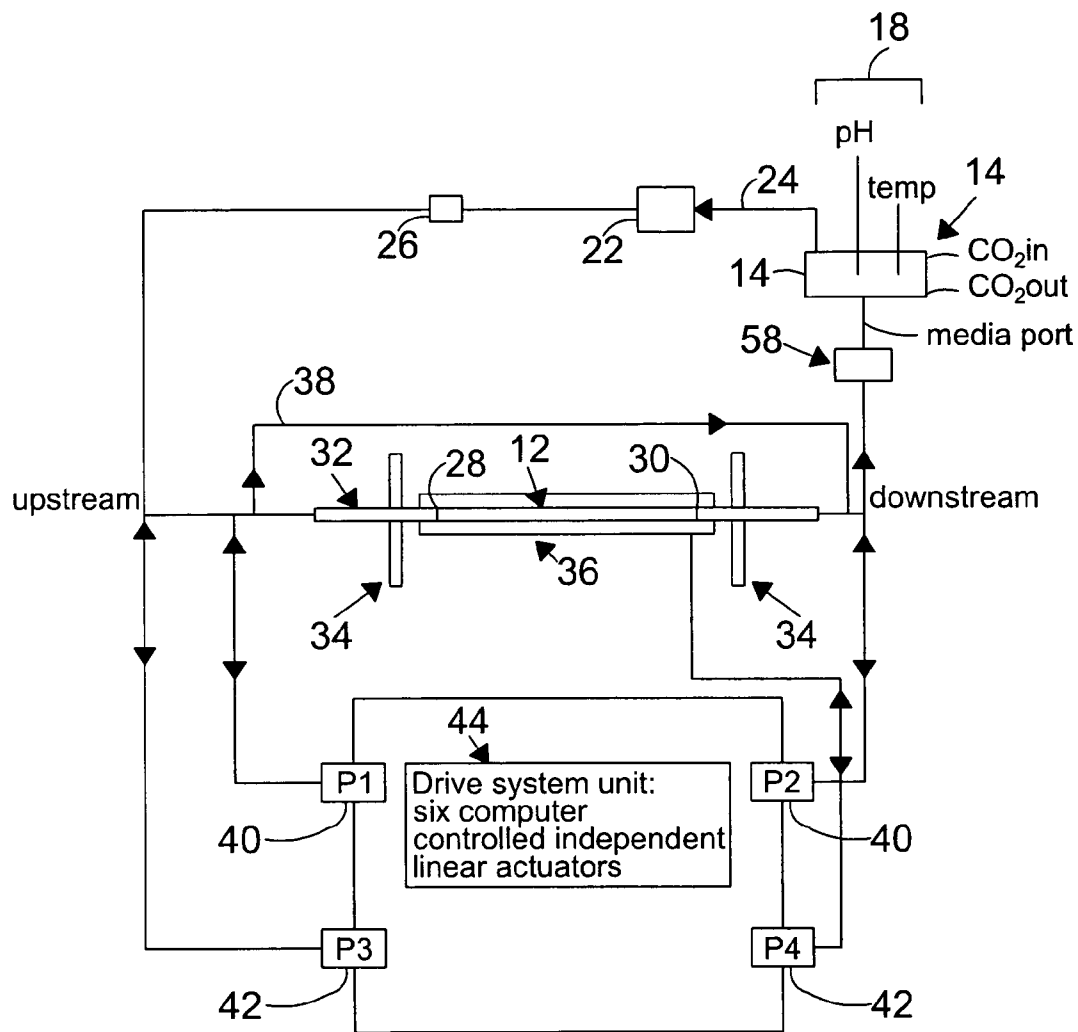 18
pH
temp
14
24
26
22
14
CO₂in
CO₂out
media port
58
38
32
28
12
30
upstream
downstream
36
34
34
44
P1
Drive system unit:
six computer
controlled independent
linear actuators
P2
40
40
P3
P4
42
42